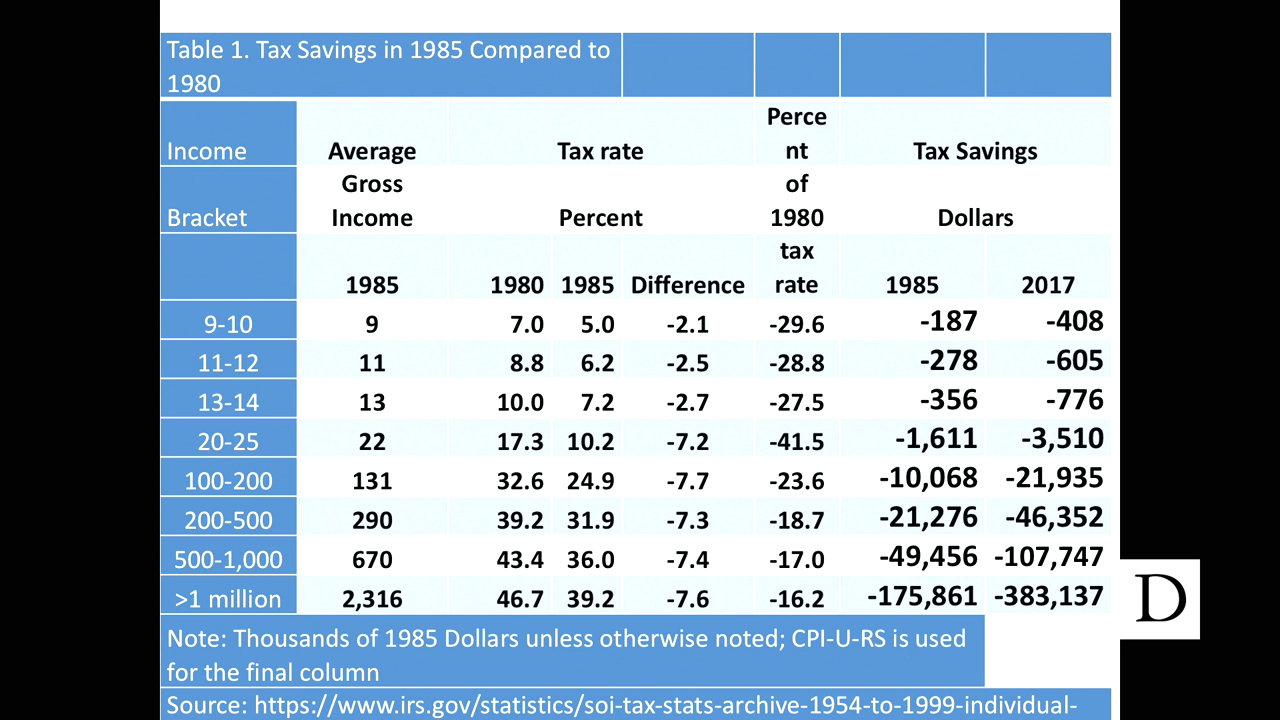 Table 1. Tax Savings in 1985 Compared to
1980
Perce
Income Average Tax rate nt Tax Savings
Gross of
Bracket Income Percent 1980 Dollars
tax
1985 1980 1985 Difference rate 1985 2017
9-10 9 7.0 5.0 -2.1 -29.6 -187 -408
11-12 11 8.8 6.2 -2.5 -28.8 -278 -605
13-14 13 10.0 7.2 -2.7 -27.5 -356 -776
20-25 22 17.3 10.2 -7.2 -41.5 -1,611 -3,510
100-200 131 32.6 24.9 -7.7 -23.6 -10,068 -21,935
200-500 290 39.2 31.9 -7.3 -18.7 -21,276 -46,352
500-1,000 670 43.4 36.0 -7.4 -17.0 -49,456 -107,747
>1 million 2,316 46.7 39.2 -7.6 -16.2 -175,861 -383,137
D
Note: Thousands of 1985 Dollars unless otherwise noted; CPI-U-RS is used
for the final column
Source: https://www.irs.gov/statistics/soi-tax-stats-archive-1954-to-1999-individual-